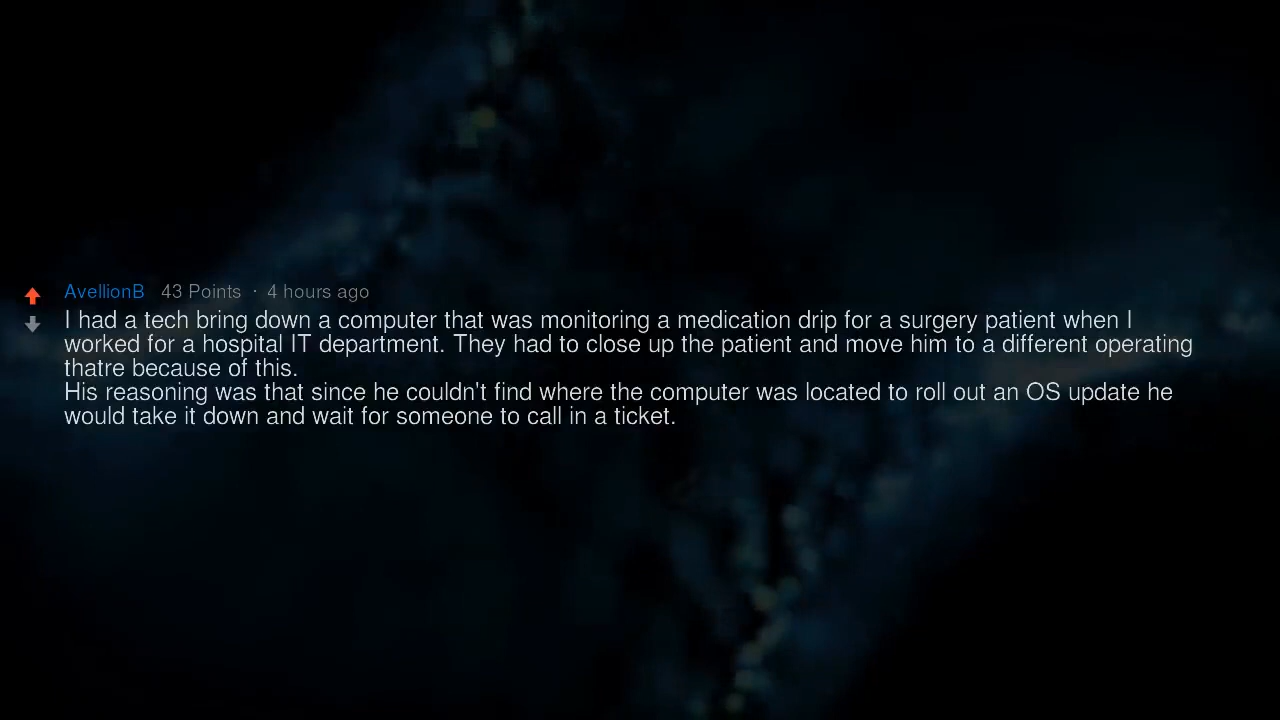 AvellionB 43 Points · 4 hours ago
I had a tech bring down a computer that was monitoring a medication drip for a surgery patient when I
worked for a hospital IT department. They had to close up the patient and move him to a different operating
thatre because of this.
His reasoning was that since he couldn't find where the computer was located to roll out an OS update he
would take it down and wait for someone to call in a ticket.